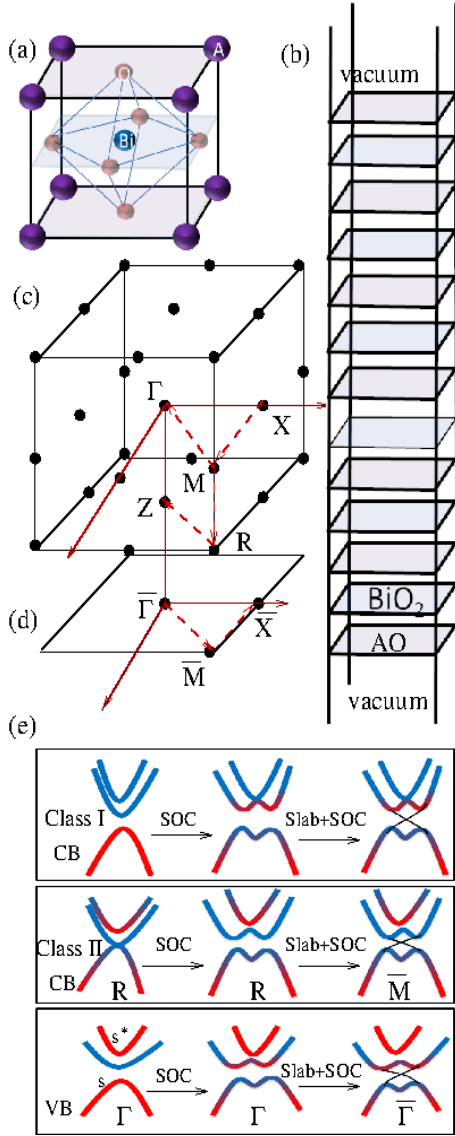 (a)
A
O
Bi
(b)
vacuum
(c)
Γ
X
M
Z
R
(d)
Γ̅
X̅
M̅
BiO₂
AO
vacuum
(e)
Class I
CB
SOC
Slab+SOC
Class II
CB
SOC
Slab+SOC
R
R
M̅
s*
s
VB
SOC
Slab+SOC
Γ
Γ
Γ̅